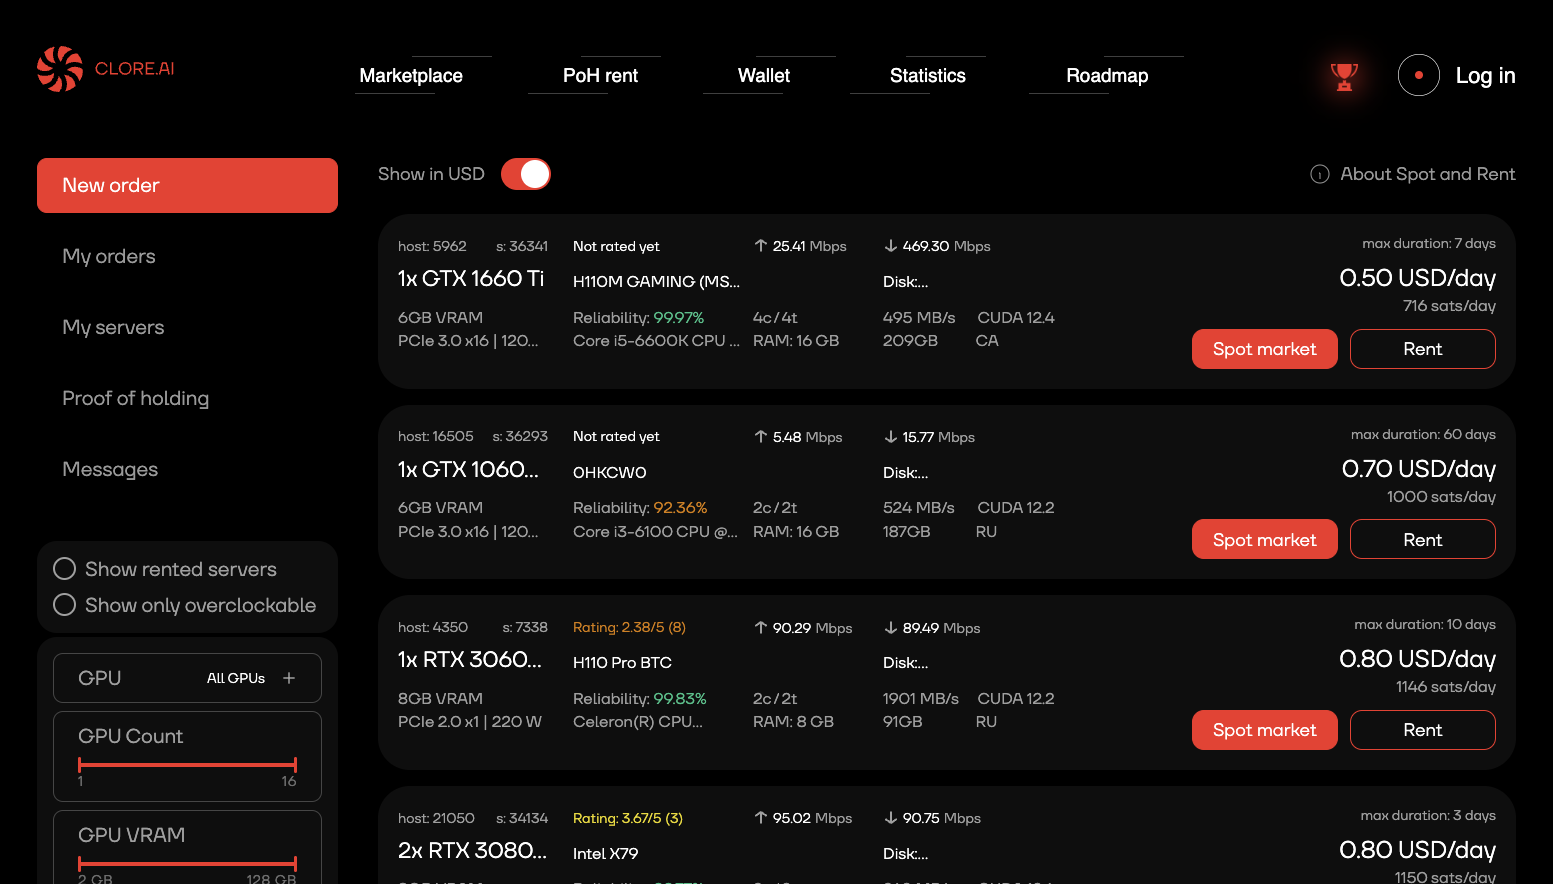 CLORE.AI
Marketplace
PoH rent
Wallet
Statistics
Roadmap
Log in
New order
My orders
My servers
Proof of holding
Messages
Show rented servers
Show only overclockable
GPU All GPUs +
GPU Count
1 16
GPU VRAM
2 GB 128 GB
Show in USD
About Spot and Rent
host: 5962 s: 36341 Not rated yet 25.41 Mbps 469.30 Mbps max duration: 7 days
1x GTX 1660 Ti H110M GAMING (MS... Disk:... 0.50 USD/day
716 sats/day
6GB VRAM Reliability: 99.97% 4c/4t 495 MB/s CUDA 12.4
PCIe 3.0 x16 | 120... Core i5-6600K CPU ... RAM: 16 GB 209GB CA
Spot market Rent
host: 16505 s: 36293 Not rated yet 5.48 Mbps 15.77 Mbps max duration: 60 days
1x GTX 1060... 0HKCW0 Disk:... 0.70 USD/day
1000 sats/day
6GB VRAM Reliability: 92.36% 2c/2t 524 MB/s CUDA 12.2
PCIe 3.0 x16 | 120... Core i3-6100 CPU @... RAM: 16 GB 187GB RU
Spot market Rent
host: 4350 s: 7338 Rating: 2.38/5 (8) 90.29 Mbps 89.49 Mbps max duration: 10 days
1x RTX 3060... H110 Pro BTC Disk:... 0.80 USD/day
1146 sats/day
8GB VRAM Reliability: 99.83% 2c/2t 1901 MB/s CUDA 12.2
PCIe 2.0 x1 | 220 W Celeron(R) CPU... RAM: 8 GB 91GB RU
Spot market Rent
host: 21050 s: 34134 Rating: 3.67/5 (3) 95.02 Mbps 90.75 Mbps max duration: 3 days
2x RTX 3080... Intel X79 Disk:... 0.80 USD/day
1150 sats/day